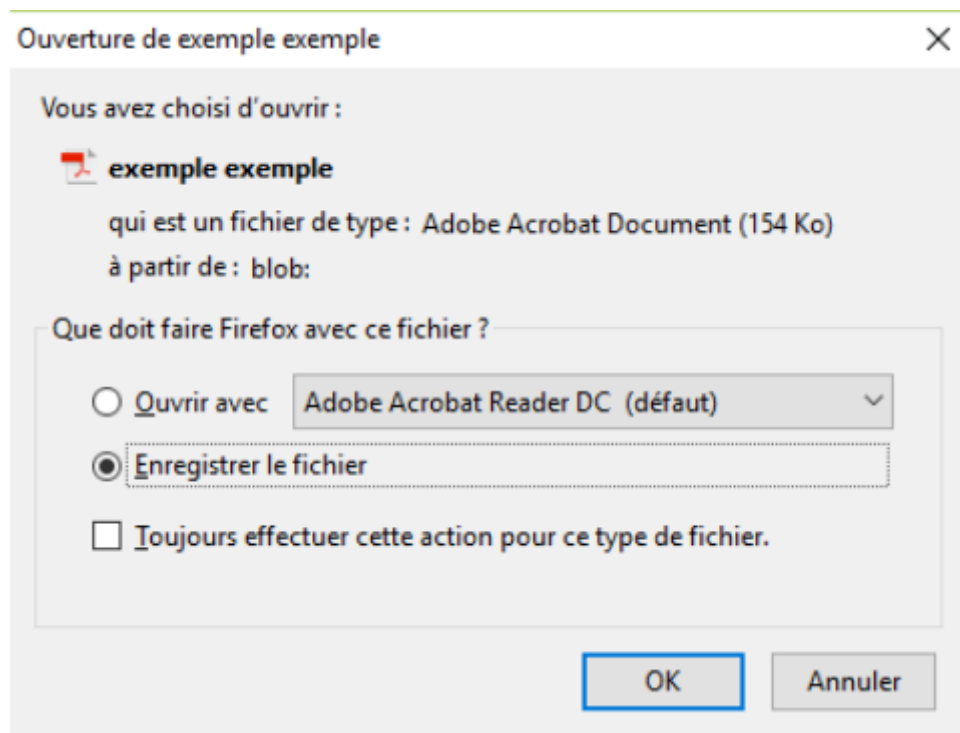 Ouverture de exemple exemple
Vous avez choisi d'ouvrir :
exemple exemple
qui est un fichier de type : Adobe Acrobat Document (154 Ko)
à partir de : blob:
Que doit faire Firefox avec ce fichier ?
Ouvrir avec Adobe Acrobat Reader DC (défaut)
Enregistrer le fichier
Toujours effectuer cette action pour ce type de fichier.
OK Annuler